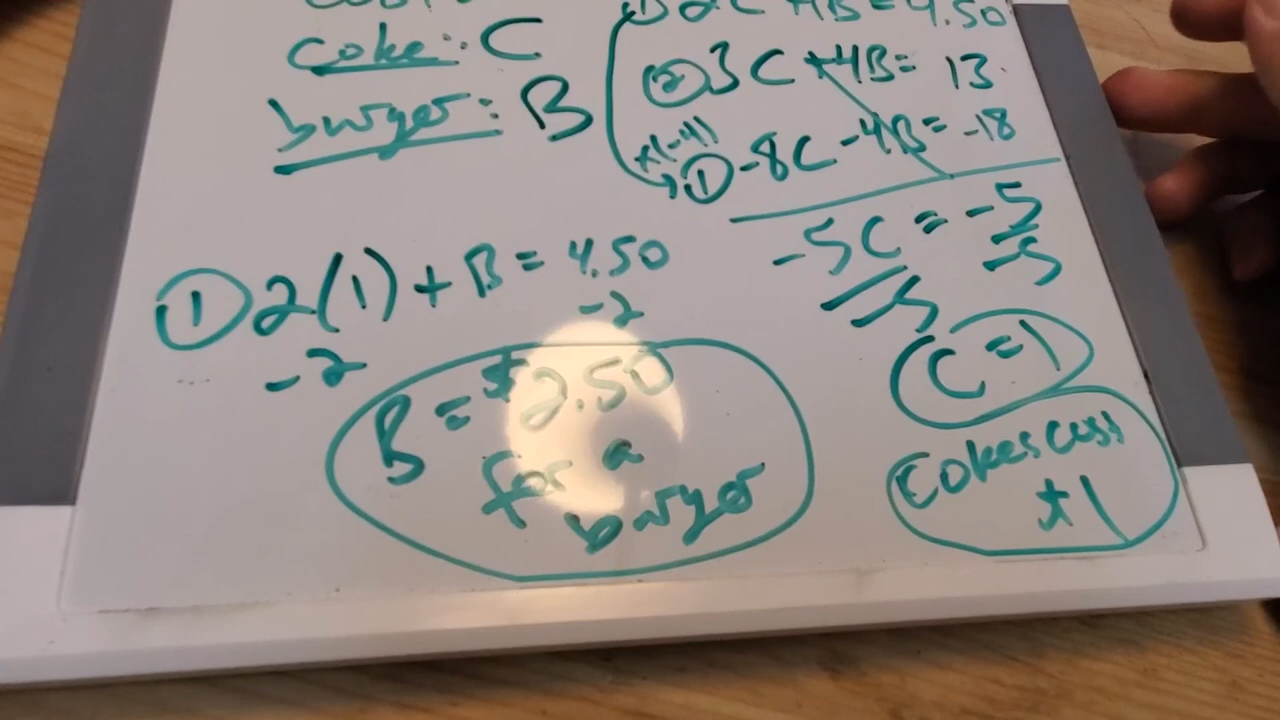 coke: C
burger: B
① 2C + B = 4.50
② 3C + 4B = 13
×(-4)
① -8C - 4B = -18
-5C = -5
-5 -5
C = 1
Cokes cost
$1
① 2(1) + B = 4.50
-2 -2
B = $2.50
for a
burger